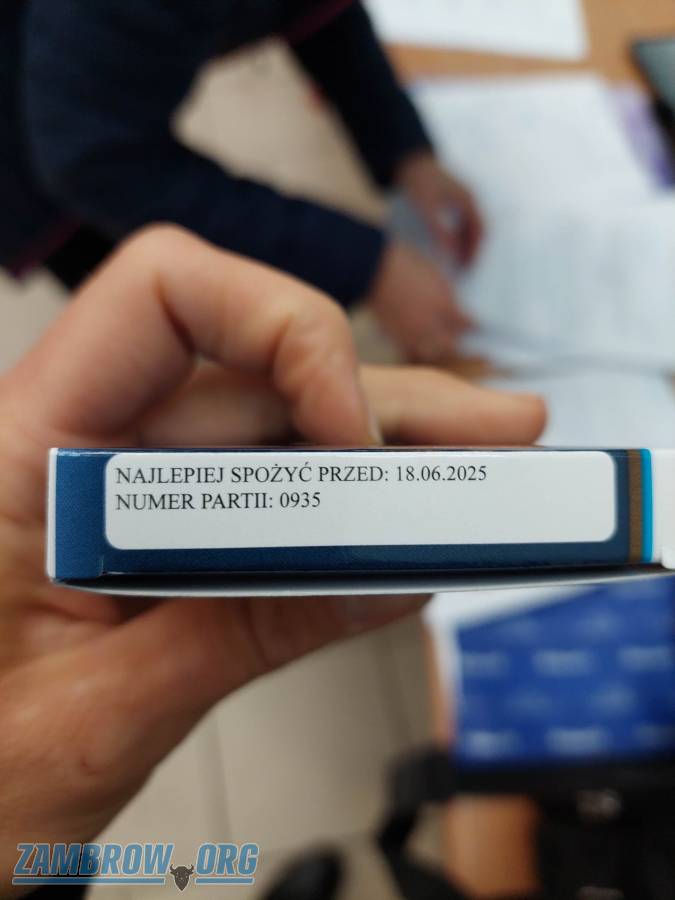 NAJLEPIEJ SPOŻYĆ PRZED: 18.06.2025
NUMER PARTII: 0935
ZAMBROW.ORG